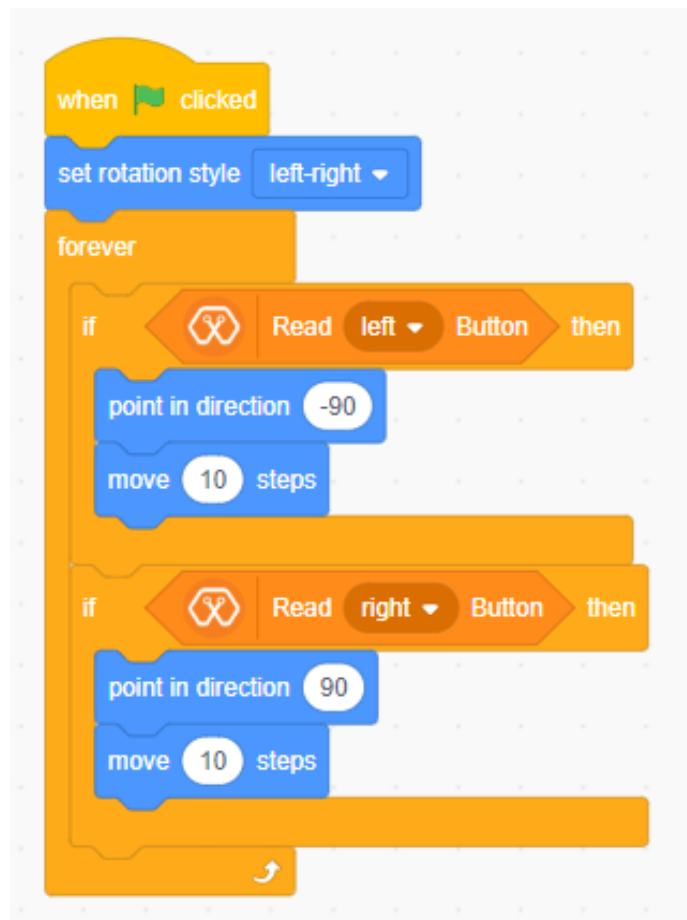 when clicked
set rotation style left-right
forever
if Read left Button then
point in direction -90
move 10 steps
if Read right Button then
point in direction 90
move 10 steps